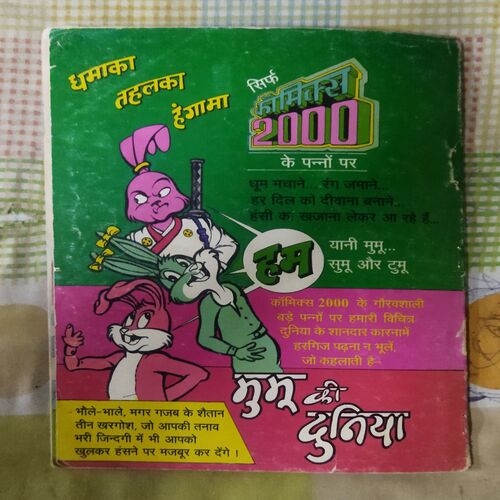 धमाका
तहलका
हंगामा
सिर्फ
कॉमिक्स
2000
के पन्नों पर
धूम मचाने... रंग जमाने...
हर दिल को दीवाना बनाने...
हंसी का खजाना लेकर आ रहे हैं...
हम
यानी मुमू...
सुमू और टुमू
कॉमिक्स 2000 के गौरवशाली
बड़े पन्नों पर हमारी विचित्र
दुनिया के शानदार कारनामें
हरगिज पढ़ना न भूलें,
जो कहलाती है–
मुमू की
दुनिया
भौले-भाले, मगर गजब के शैतान
तीन खरगोश, जो आपकी तनाव
भरी जिन्दगी में भी आपको
खुलकर हंसने पर मजबूर कर देंगे !